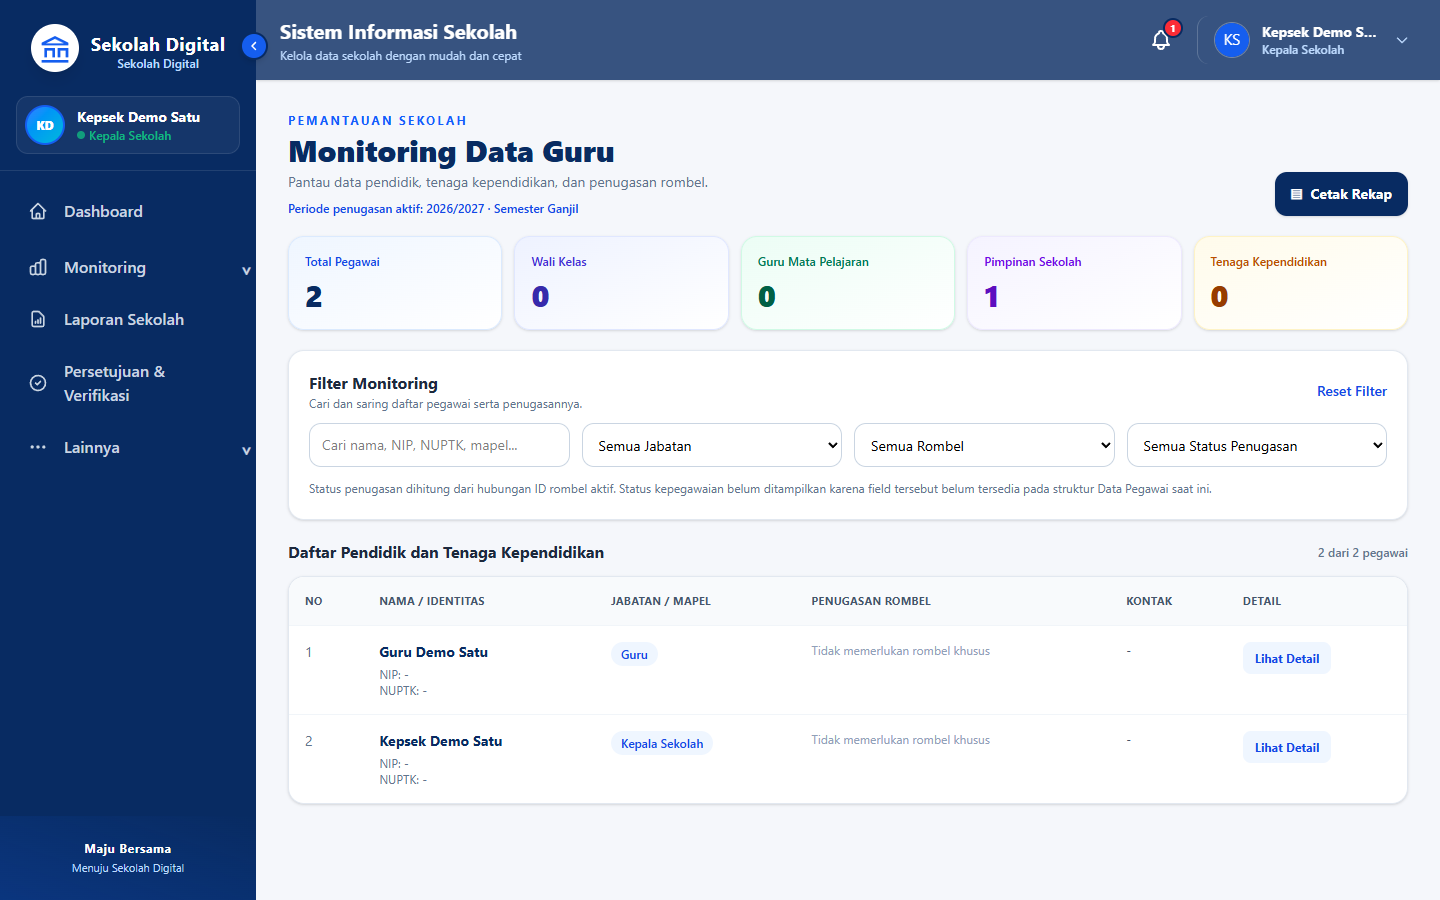 Sekolah Digital
Sekolah Digital
KD
Kepsek Demo Satu
Kepala Sekolah
Dashboard
Monitoring
Laporan Sekolah
Persetujuan &
Verifikasi
Lainnya
Maju Bersama
Menuju Sekolah Digital
Sistem Informasi Sekolah
Kelola data sekolah dengan mudah dan cepat
1
KS
Kepsek Demo S...
Kepala Sekolah
PEMANTAUAN SEKOLAH
Monitoring Data Guru
Pantau data pendidik, tenaga kependidikan, dan penugasan rombel.
Periode penugasan aktif: 2026/2027 · Semester Ganjil
Cetak Rekap
Total Pegawai
2
Wali Kelas
0
Guru Mata Pelajaran
0
Pimpinan Sekolah
1
Tenaga Kependidikan
0
Filter Monitoring
Cari dan saring daftar pegawai serta penugasannya.
Reset Filter
Cari nama, NIP, NUPTK, mapel...
Semua Jabatan
Semua Rombel
Semua Status Penugasan
Status penugasan dihitung dari hubungan ID rombel aktif. Status kepegawaian belum ditampilkan karena field tersebut belum tersedia pada struktur Data Pegawai saat ini.
Daftar Pendidik dan Tenaga Kependidikan
2 dari 2 pegawai
NO NAMA / IDENTITAS JABATAN / MAPEL PENUGASAN ROMBEL KONTAK DETAIL
1 Guru Demo Satu Guru Tidak memerlukan rombel khusus - Lihat Detail
NIP: -
NUPTK: -
2 Kepsek Demo Satu Kepala Sekolah Tidak memerlukan rombel khusus - Lihat Detail
NIP: -
NUPTK: -